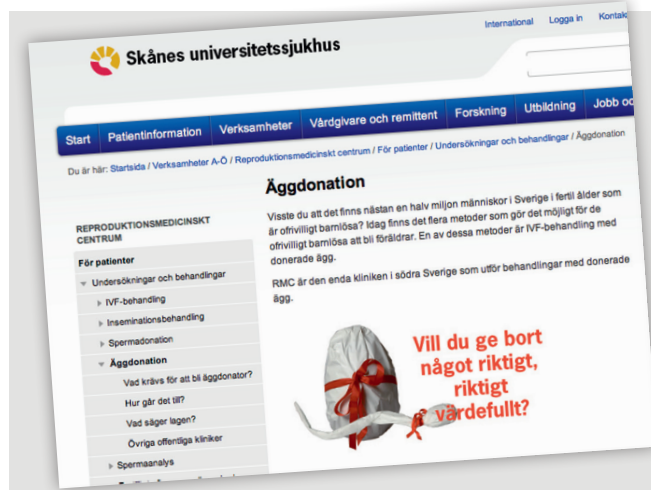 International Logga in
Skånes universitetssjukhus
Start Patientinformation Verksamheter Vårdgivare och remittent Forskning Utbildning Jobb
Du är här: Startsida / Verksamheter A-Ö / Reproduktionsmedicinskt centrum / För patienter / Undersökningar och behandlingar / Äggdonation
Äggdonation
Visste du att det finns nästan en halv miljon människor i Sverige i fertil ålder som
är ofrivilligt barnlösa? Idag finns det flera metoder som gör det möjligt för de
ofrivilligt barnlösa att bli föräldrar. En av dessa metoder är IVF-behandling med
donerade ägg.
RMC är den enda kliniken i södra Sverige som utför behandlingar med donerade
ägg.
REPRODUKTIONSMEDICINSKT
CENTRUM
För patienter
Undersökningar och behandlingar
IVF-behandling
Inseminationsbehandling
Spermadonation
Äggdonation
Vad krävs för att bli äggdonator?
Hur går det till?
Vad säger lagen?
Övriga offentliga kliniker
Spermaanalys
Vill du ge bort
något riktigt,
riktigt
värdefullt?